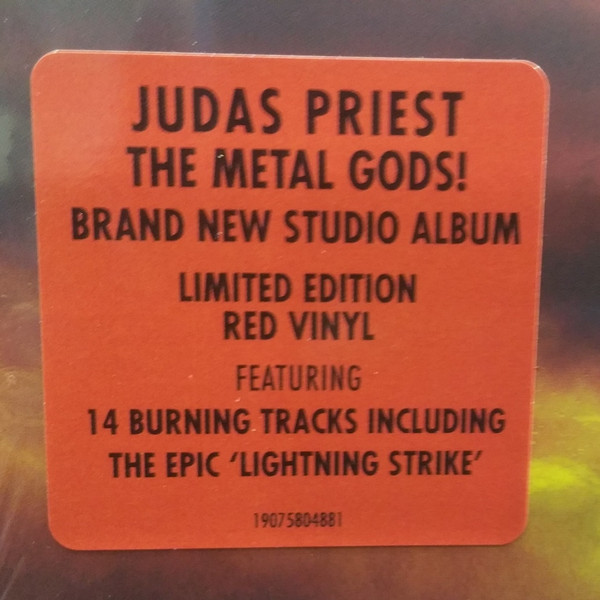 JUDAS PRIEST
THE METAL GODS!
BRAND NEW STUDIO ALBUM
LIMITED EDITION
RED VINYL
FEATURING
14 BURNING TRACKS INCLUDING
THE EPIC ‘LIGHTNING STRIKE’
19075804881